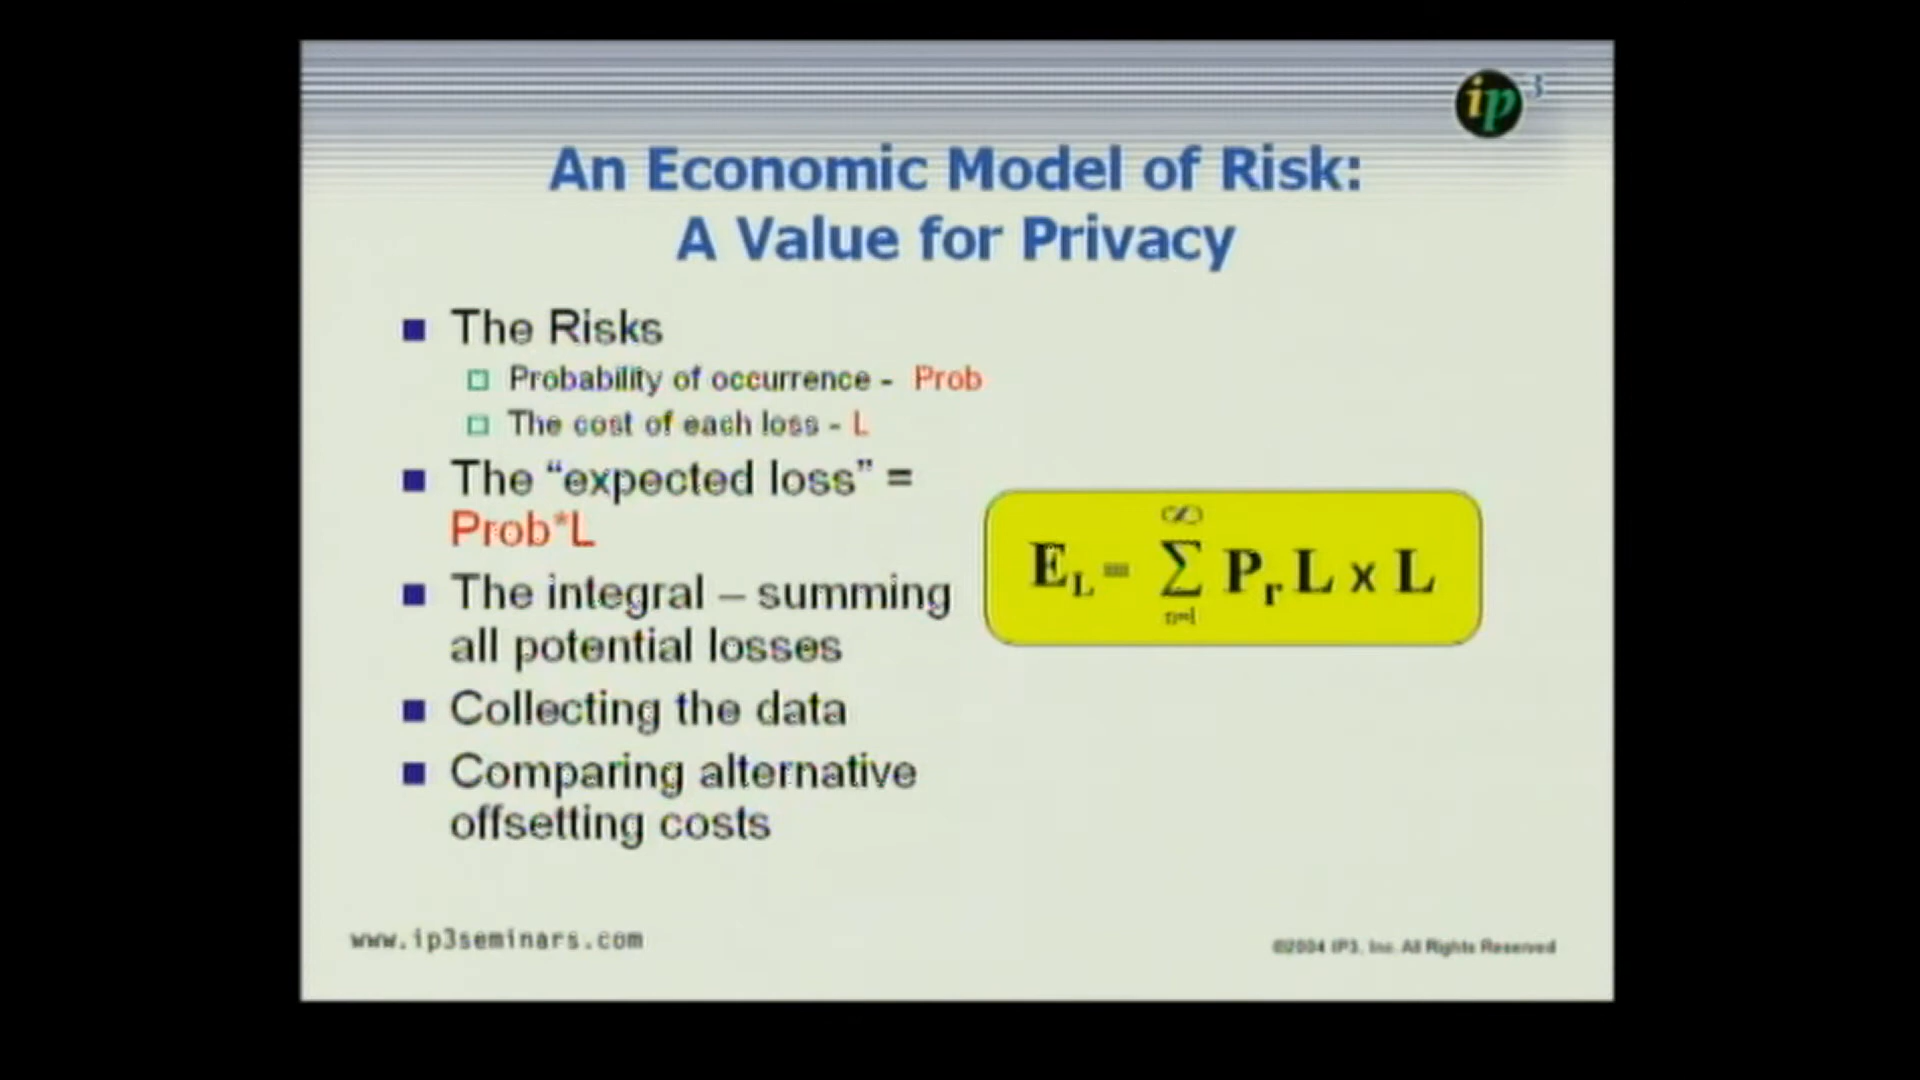 ip3
An Economic Model of Risk:
A Value for Privacy
The Risks
Probability of occurrence - Prob
The cost of each loss - L
The “expected loss” =
Prob*L
The integral – summing
all potential losses
Collecting the data
Comparing alternative
offsetting costs
∞
E_L = Σ P_r L x L
n=1
www.ip3seminars.com
©2004 IP3, Inc. All Rights Reserved